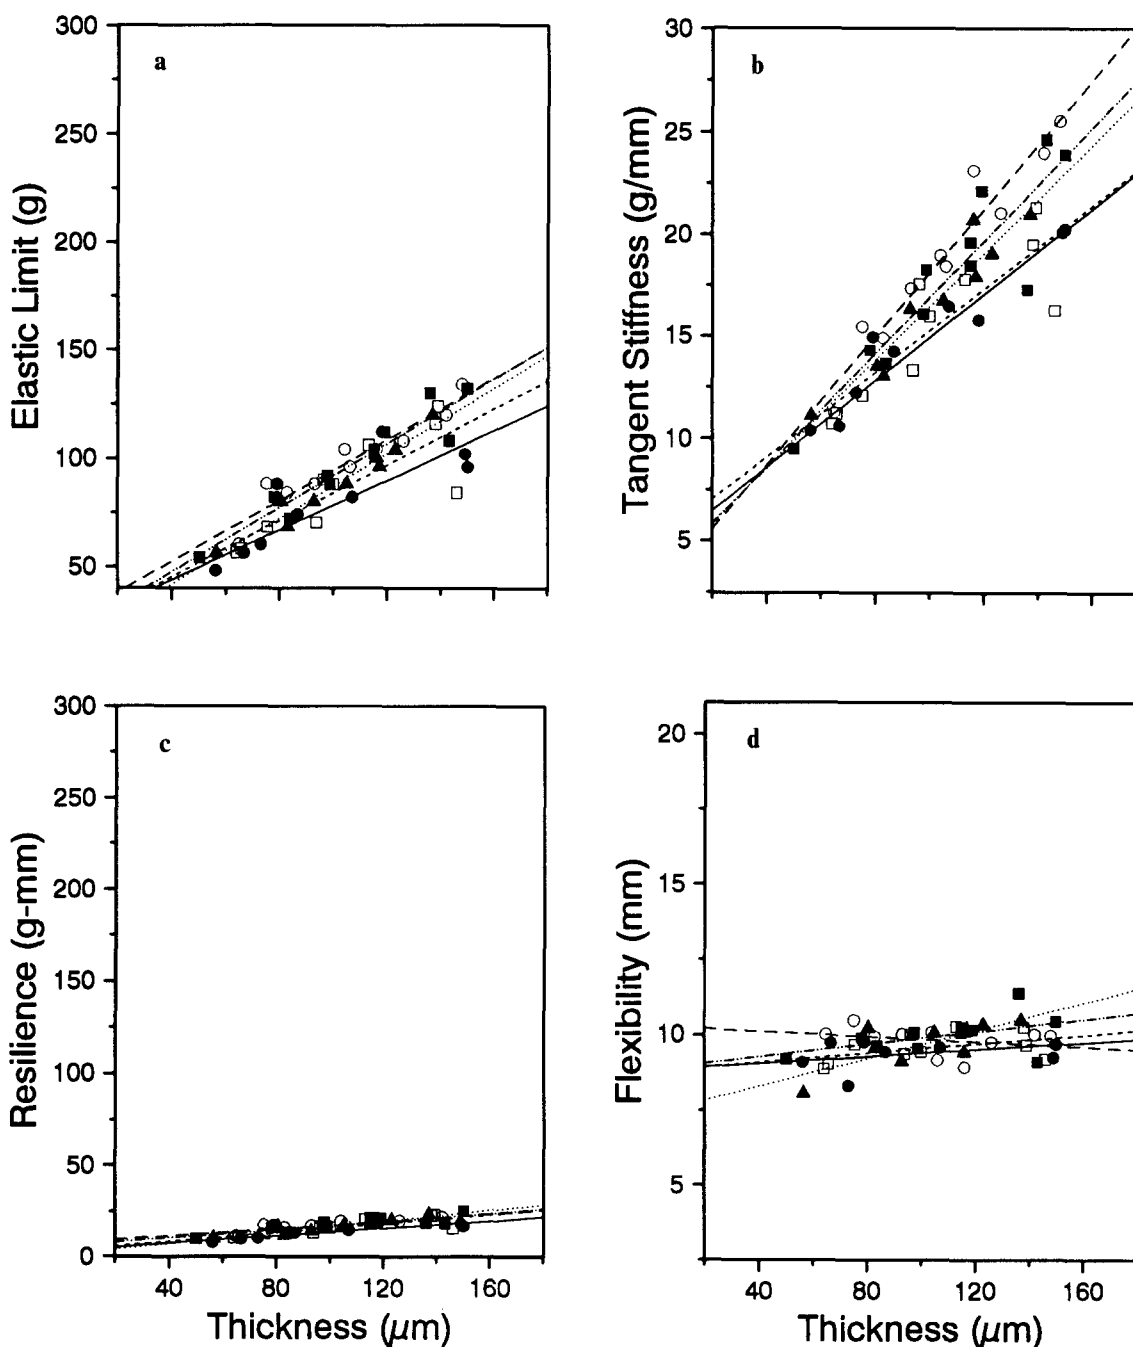 a
300
250
200
150
100
50
Elastic Limit (g)
b
30
25
20
15
10
5
Tangent Stiffness (g/mm)
c
300
250
200
150
100
50
0
Resilience (g-mm)
40 80 120 160
Thickness (μm)
d
20
15
10
5
Flexibility (mm)
40 80 120 160
Thickness (μm)